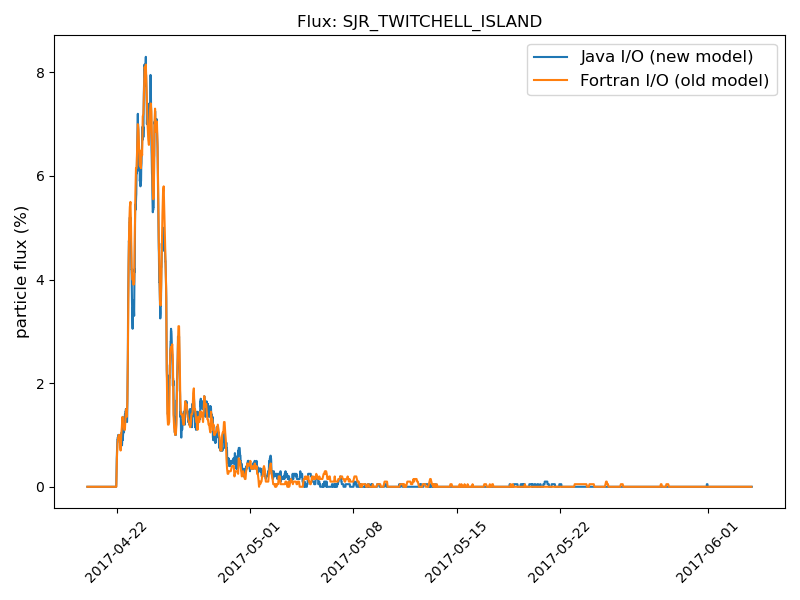 Flux: SJR_TWITCHELL_ISLAND
Java I/O (new model)
Fortran I/O (old model)
particle flux (%)
8
6
4
2
0
2017-04-22
2017-05-01
2017-05-08
2017-05-15
2017-05-22
2017-06-01